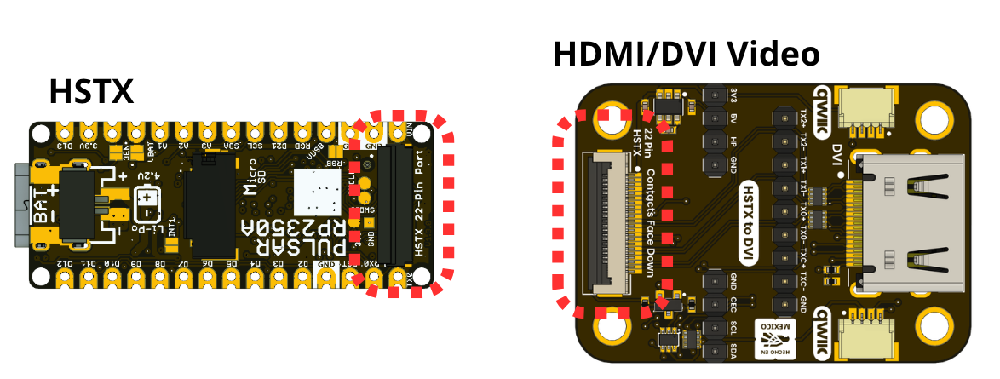 HSTX
HDMI/DVI Video
D13
3.3V
3EN
VBAT
A1
A2
A3
SDA
SCL
D21
RGB
VUSB
GND
VIN
BAT
+
-
+
4.2V
Li-Po
INT1
Micro
SD
PULSAR
RP2350A
SWD
GND
HSTX 22-Pin Port
D12
D11
D10
D9
D8
D7
D6
D5
D4
D3
D2
GND
RX0
TX0
22 Pin
HSTX
Contacts Face Down
3V3
5V
HP
GND
HSTX to DVI
GND
CEC
SCL
SDA
TX2+
TX2-
TX1+
TX1-
TX0+
TX0-
TXC+
TXC-
GND
DVI
qwiic
qwiic
HECHO EN
MÉXICO